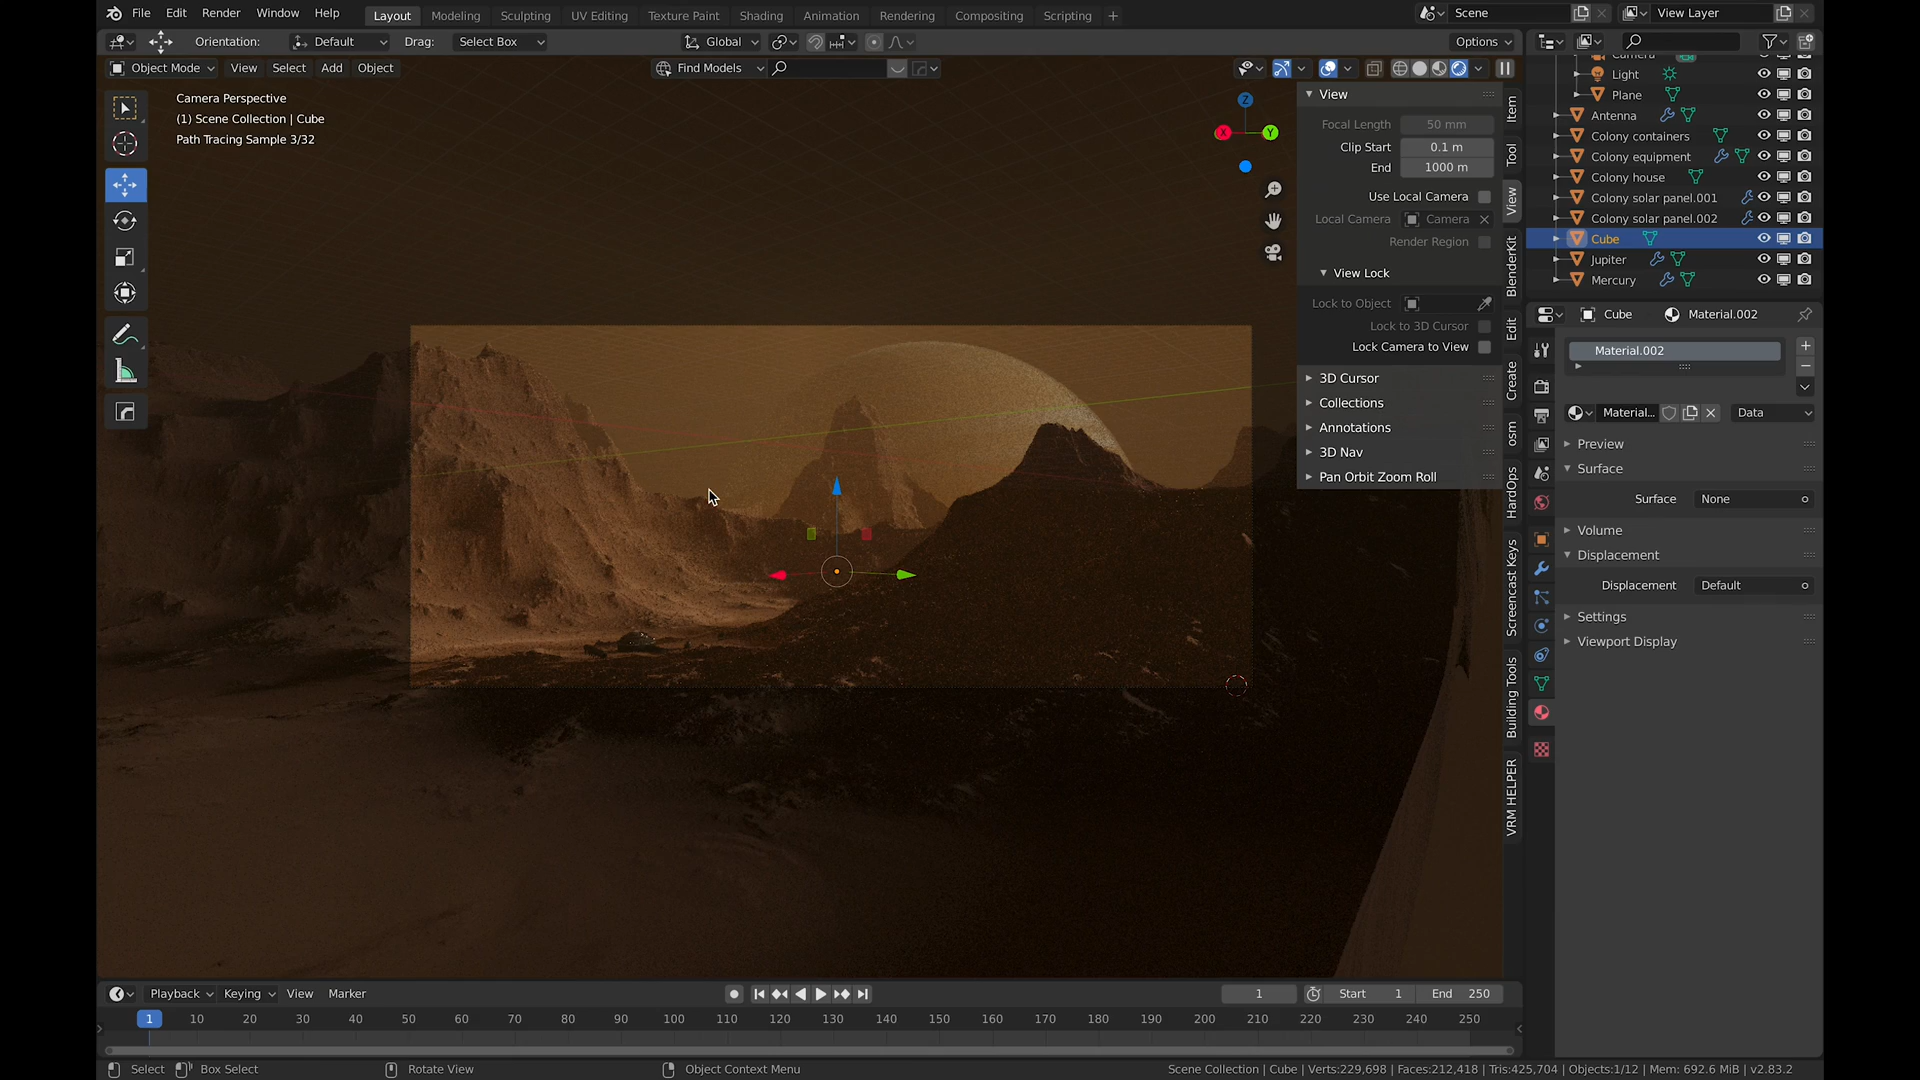 File Edit Render Window Help Layout Modeling Sculpting UV Editing Texture Paint Shading Animation Rendering Compositing Scripting + Scene View Layer
Orientation: Default Drag: Select Box Global Options
Object Mode View Select Add Object Find Models
Camera Perspective
(1) Scene Collection | Cube
Path Tracing Sample 3/32
Z
X
Y
View
Focal Length 50 mm
Clip Start 0.1 m
End 1000 m
Use Local Camera
Local Camera Camera
Render Region
View Lock
Lock to Object
Lock to 3D Cursor
Lock Camera to View
3D Cursor
Collections
Annotations
3D Nav
Pan Orbit Zoom Roll
Item
Tool
View
BlenderKit
Edit
Create
osm
HardOps
Screencast Keys
Building Tools
VRM HELPER
Camera
Light
Plane
Antenna
Colony containers
Colony equipment
Colony house
Colony solar panel.001
Colony solar panel.002
Cube
Jupiter
Mercury
Cube Material.002
Material.002
Material... Data
Preview
Surface
Surface None
Volume
Displacement
Displacement Default
Settings
Viewport Display
Playback Keying View Marker 1 Start 1 End 250
1 10 20 30 40 50 60 70 80 90 100 110 120 130 140 150 160 170 180 190 200 210 220 230 240 250
Select Box Select Rotate View Object Context Menu Scene Collection | Cube | Verts:229,698 | Faces:212,418 | Tris:425,704 | Objects:1/12 | Mem: 692.6 MiB | v2.83.2